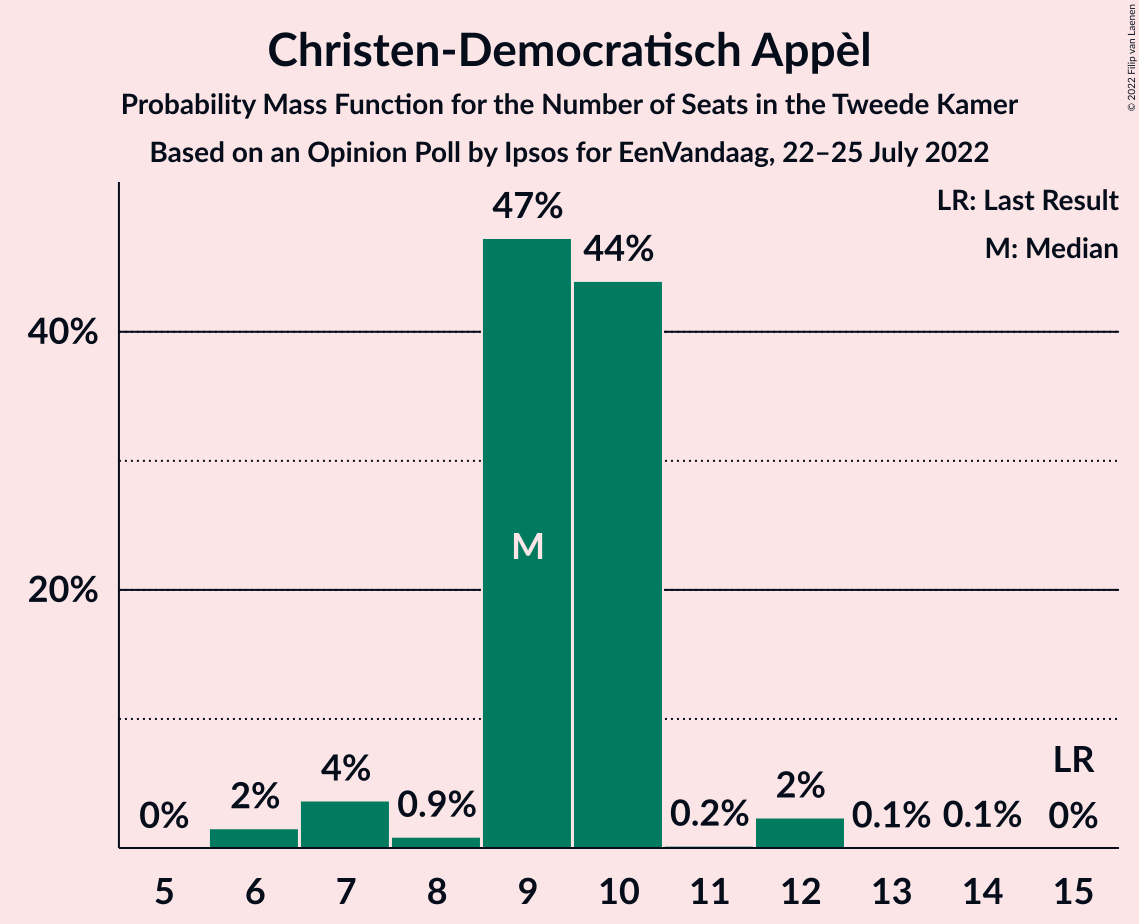 Christen-Democratisch Appèl
Probability Mass Function for the Number of Seats in the Tweede Kamer
Based on an Opinion Poll by Ipsos for EenVandaag, 22–25 July 2022
© 2022 Filip van Laenen
LR: Last Result
M: Median
47%
44%
40%
M
20%
LR
4%
2%
2%
0%
0.9%
0.2%
0.1%
0.1%
0%
5 6 7 8 9 10 11 12 13 14 15